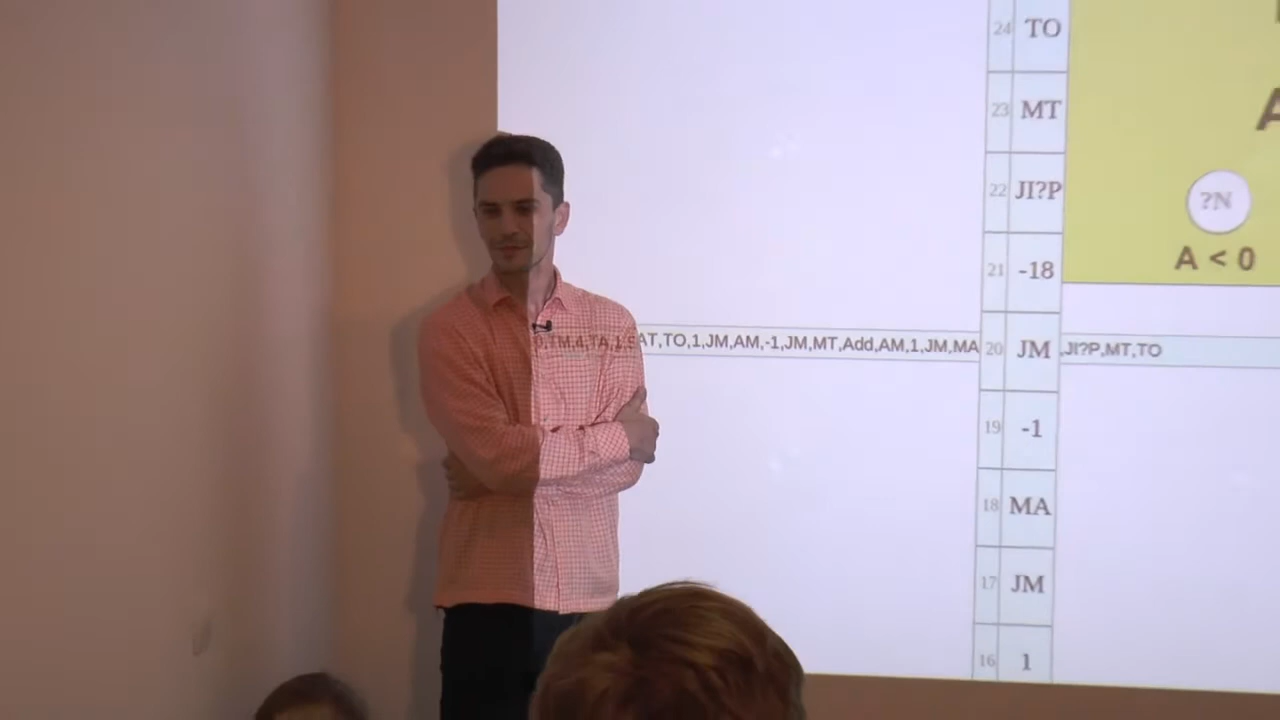 24 TO
23 MT
22 JI?P
?N
21 -18
A < 0
AT,TO,1,JM,AM,-1,JM,MT,Add,AM,1,JM,MA
20 JM
,JI?P,MT,TO
19 -1
18 MA
17 JM
16 1